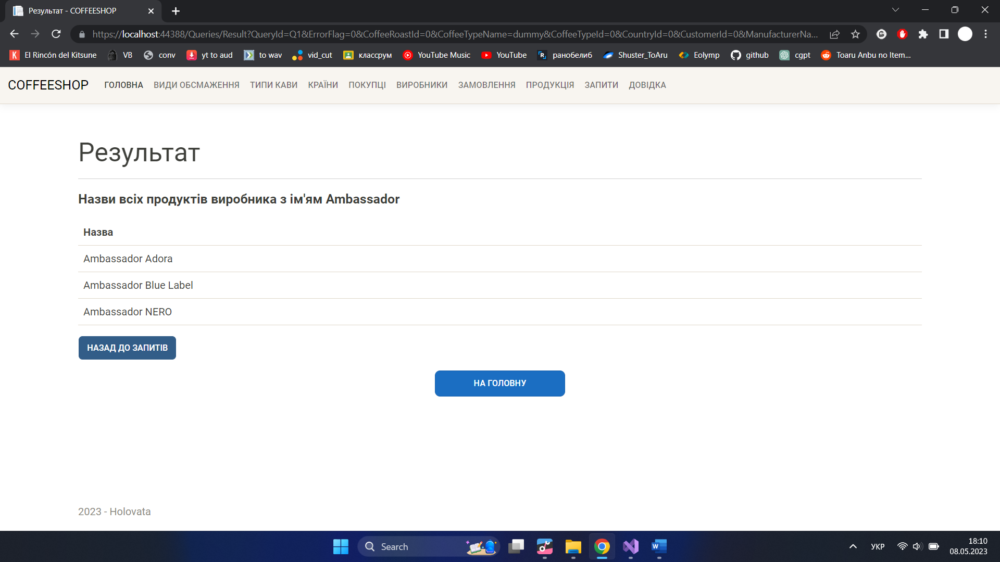 Результат - COFFEESHOP
https://localhost:44388/Queries/Result?QueryId=Q1&ErrorFlag=0&CoffeeRoastId=0&CoffeeTypeName=dummy&CoffeeTypeId=0&CountryId=0&CustomerId=0&ManufacturerNa...
El Rincón del Kitsune VB conv yt to aud to wav vid_cut классрум YouTube Music YouTube ранобелиб Shuster_ToAru Eolymp github cgpt Toaru Anbu no Item...
COFFEESHOP ГОЛОВНА ВИДИ ОБСМАЖЕННЯ ТИПИ КАВИ КРАЇНИ ПОКУПЦІ ВИРОБНИКИ ЗАМОВЛЕННЯ ПРОДУКЦІЯ ЗАПИТИ ДОВІДКА
Результат
Назви всіх продуктів виробника з ім'ям Ambassador
Назва
Ambassador Adora
Ambassador Blue Label
Ambassador NERO
НАЗАД ДО ЗАПИТІВ
НА ГОЛОВНУ
2023 - Holovata
Search
УКР
18:10
08.05.2023